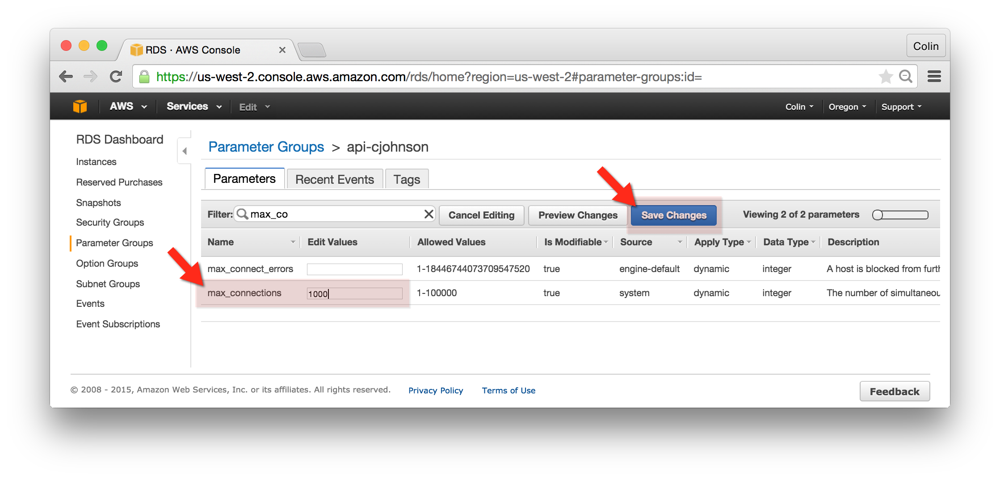 RDS · AWS Console
Colin
https://us-west-2.console.aws.amazon.com/rds/home?region=us-west-2#parameter-groups:id=
AWS Services Edit Colin Oregon Support
RDS Dashboard
Instances
Reserved Purchases
Snapshots
Security Groups
Parameter Groups
Option Groups
Subnet Groups
Events
Event Subscriptions
Parameter Groups > api-cjohnson
Parameters Recent Events Tags
Filter: max_co Cancel Editing Preview Changes Save Changes Viewing 2 of 2 parameters
Name Edit Values Allowed Values Is Modifiable Source Apply Type Data Type Description
max_connect_errors 1-18446744073709547520 true engine-default dynamic integer A host is blocked from furth
max_connections 1000 1-100000 true system dynamic integer The number of simultaneou
© 2008 - 2015, Amazon Web Services, Inc. or its affiliates. All rights reserved. Privacy Policy Terms of Use
Feedback